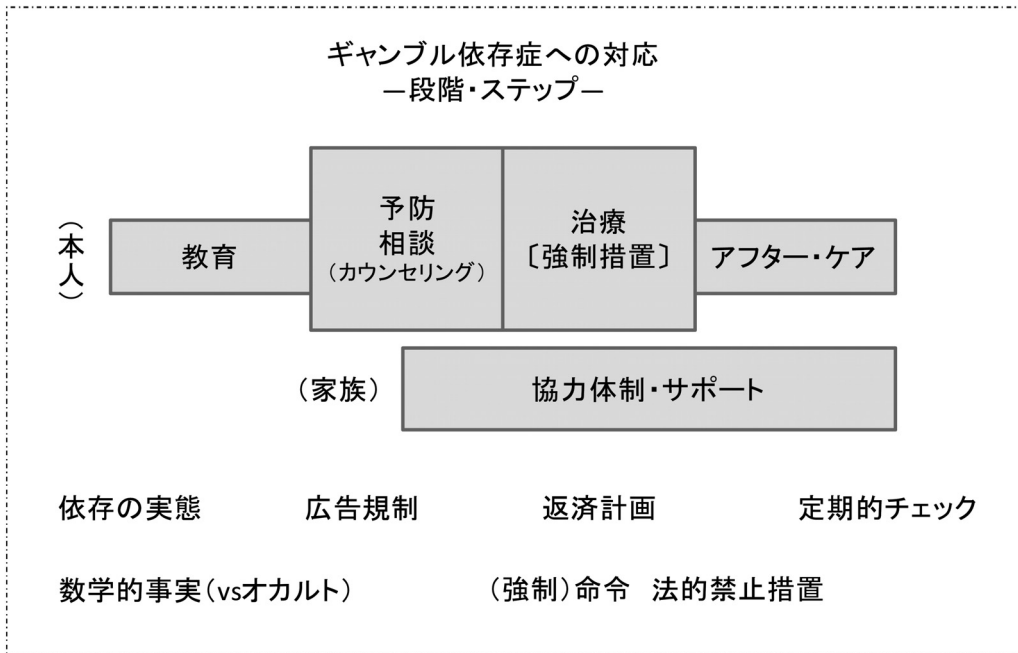 ギャンブル依存症への対応
―段階・ステップ―
(本人)
教育
予防
相談
(カウンセリング)
治療
〔強制措置〕
アフター・ケア
(家族)
協力体制・サポート
依存の実態 広告規制 返済計画 定期的チェック
数学的事実(vsオカルト) (強制)命令 法的禁止措置